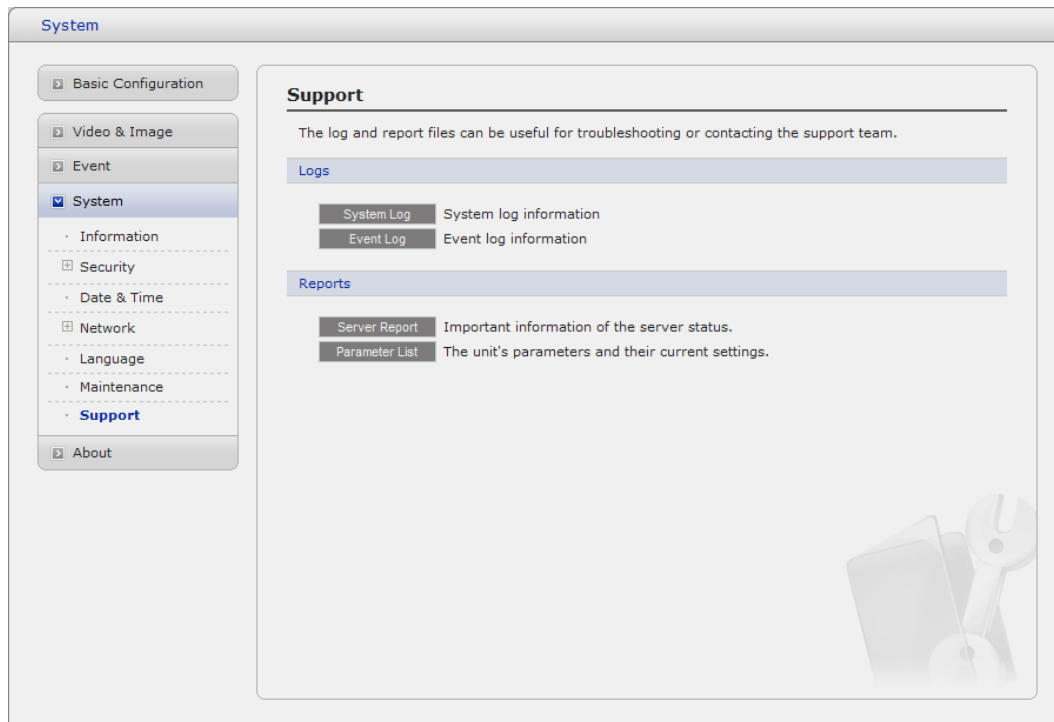 System
Basic Configuration
Video & Image
Event
System
Information
Security
Date & Time
Network
Language
Maintenance
Support
About
Support
The log and report files can be useful for troubleshooting or contacting the support team.
Logs
System Log System log information
Event Log Event log information
Reports
Server Report Important information of the server status.
Parameter List The unit's parameters and their current settings.